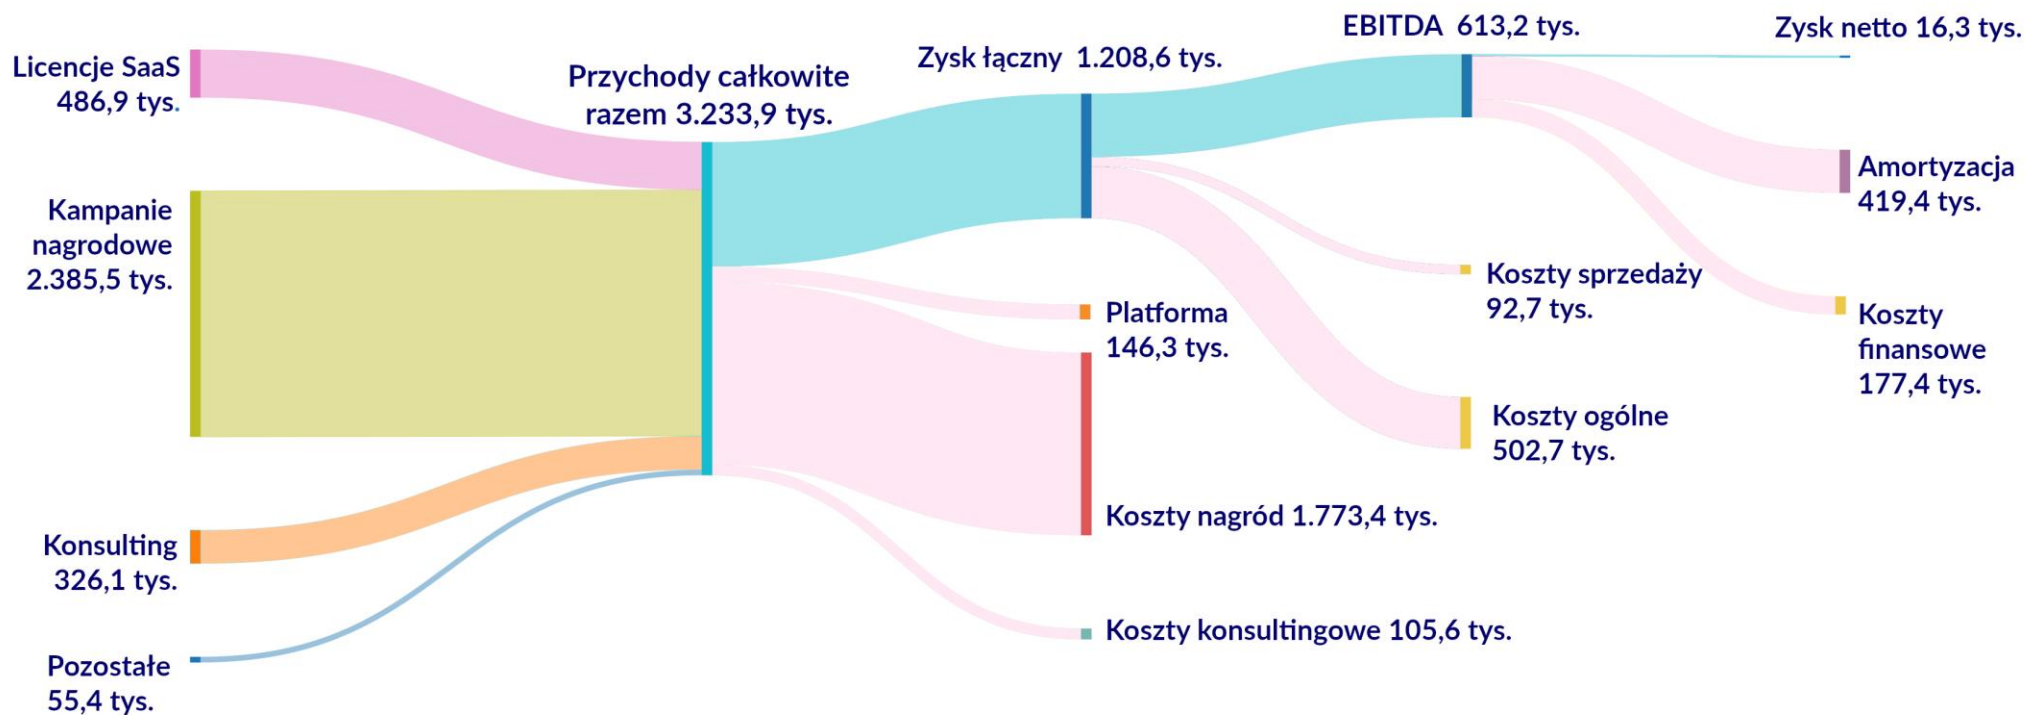 Licencje SaaS
486,9 tys.
Kampanie
nagrodowe
2.385,5 tys.
Konsulting
326,1 tys.
Pozostałe
55,4 tys.
Przychody całkowite
razem 3.233,9 tys.
Zysk łączny 1.208,6 tys.
Platforma
146,3 tys.
Koszty nagród 1.773,4 tys.
Koszty konsultingowe 105,6 tys.
EBITDA 613,2 tys.
Koszty sprzedaży
92,7 tys.
Koszty ogólne
502,7 tys.
Zysk netto 16,3 tys.
Amortyzacja
419,4 tys.
Koszty
finansowe
177,4 tys.